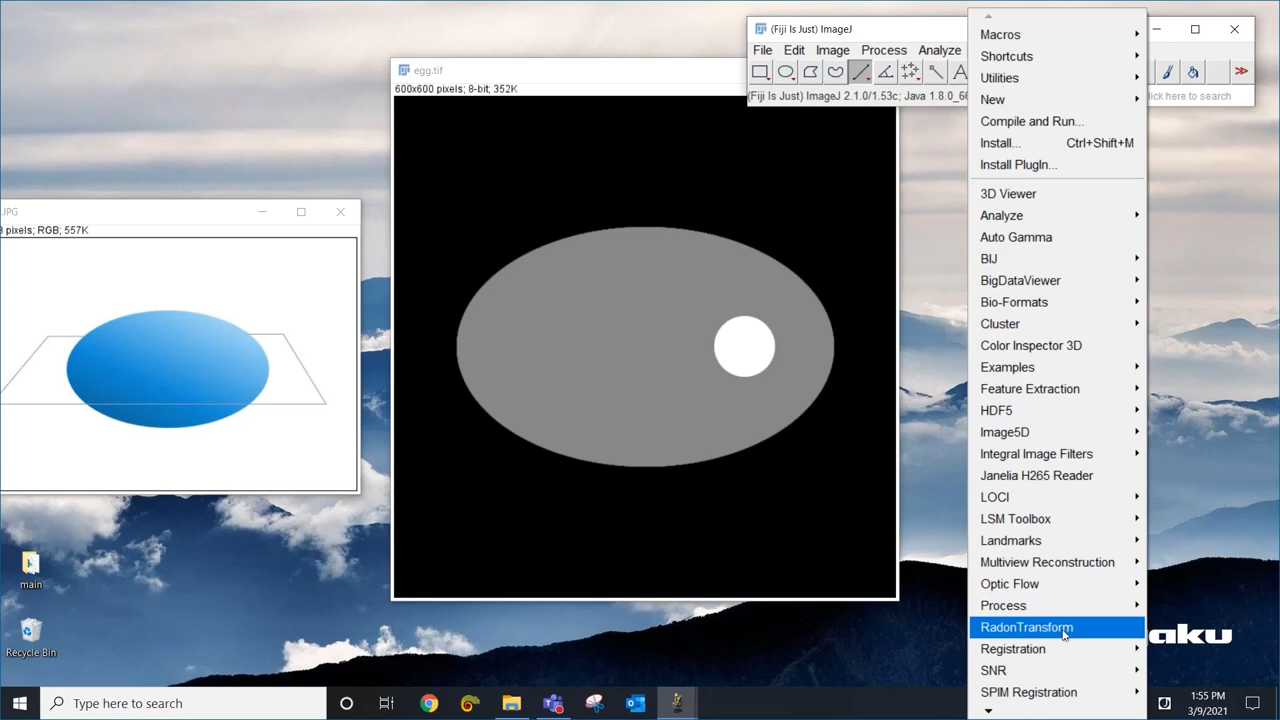 (Fiji Is Just) ImageJ
File Edit Image Process Analyze
(Fiji Is Just) ImageJ 2.1.0/1.53c; Java 1.8.0_66
lick here to search
egg.tif
600x600 pixels; 8-bit; 352K
JPG
pixels; RGB; 557K
Macros
Shortcuts
Utilities
New
Compile and Run...
Install... Ctrl+Shift+M
Install PlugIn...
3D Viewer
Analyze
Auto Gamma
BIJ
BigDataViewer
Bio-Formats
Cluster
Color Inspector 3D
Examples
Feature Extraction
HDF5
Image5D
Integral Image Filters
Janelia H265 Reader
LOCI
LSM Toolbox
Landmarks
Multiview Reconstruction
Optic Flow
Process
RadonTransform
Registration
SNR
SPIM Registration
aku
main
Recycle Bin
Type here to search
1:55 PM
3/9/2021